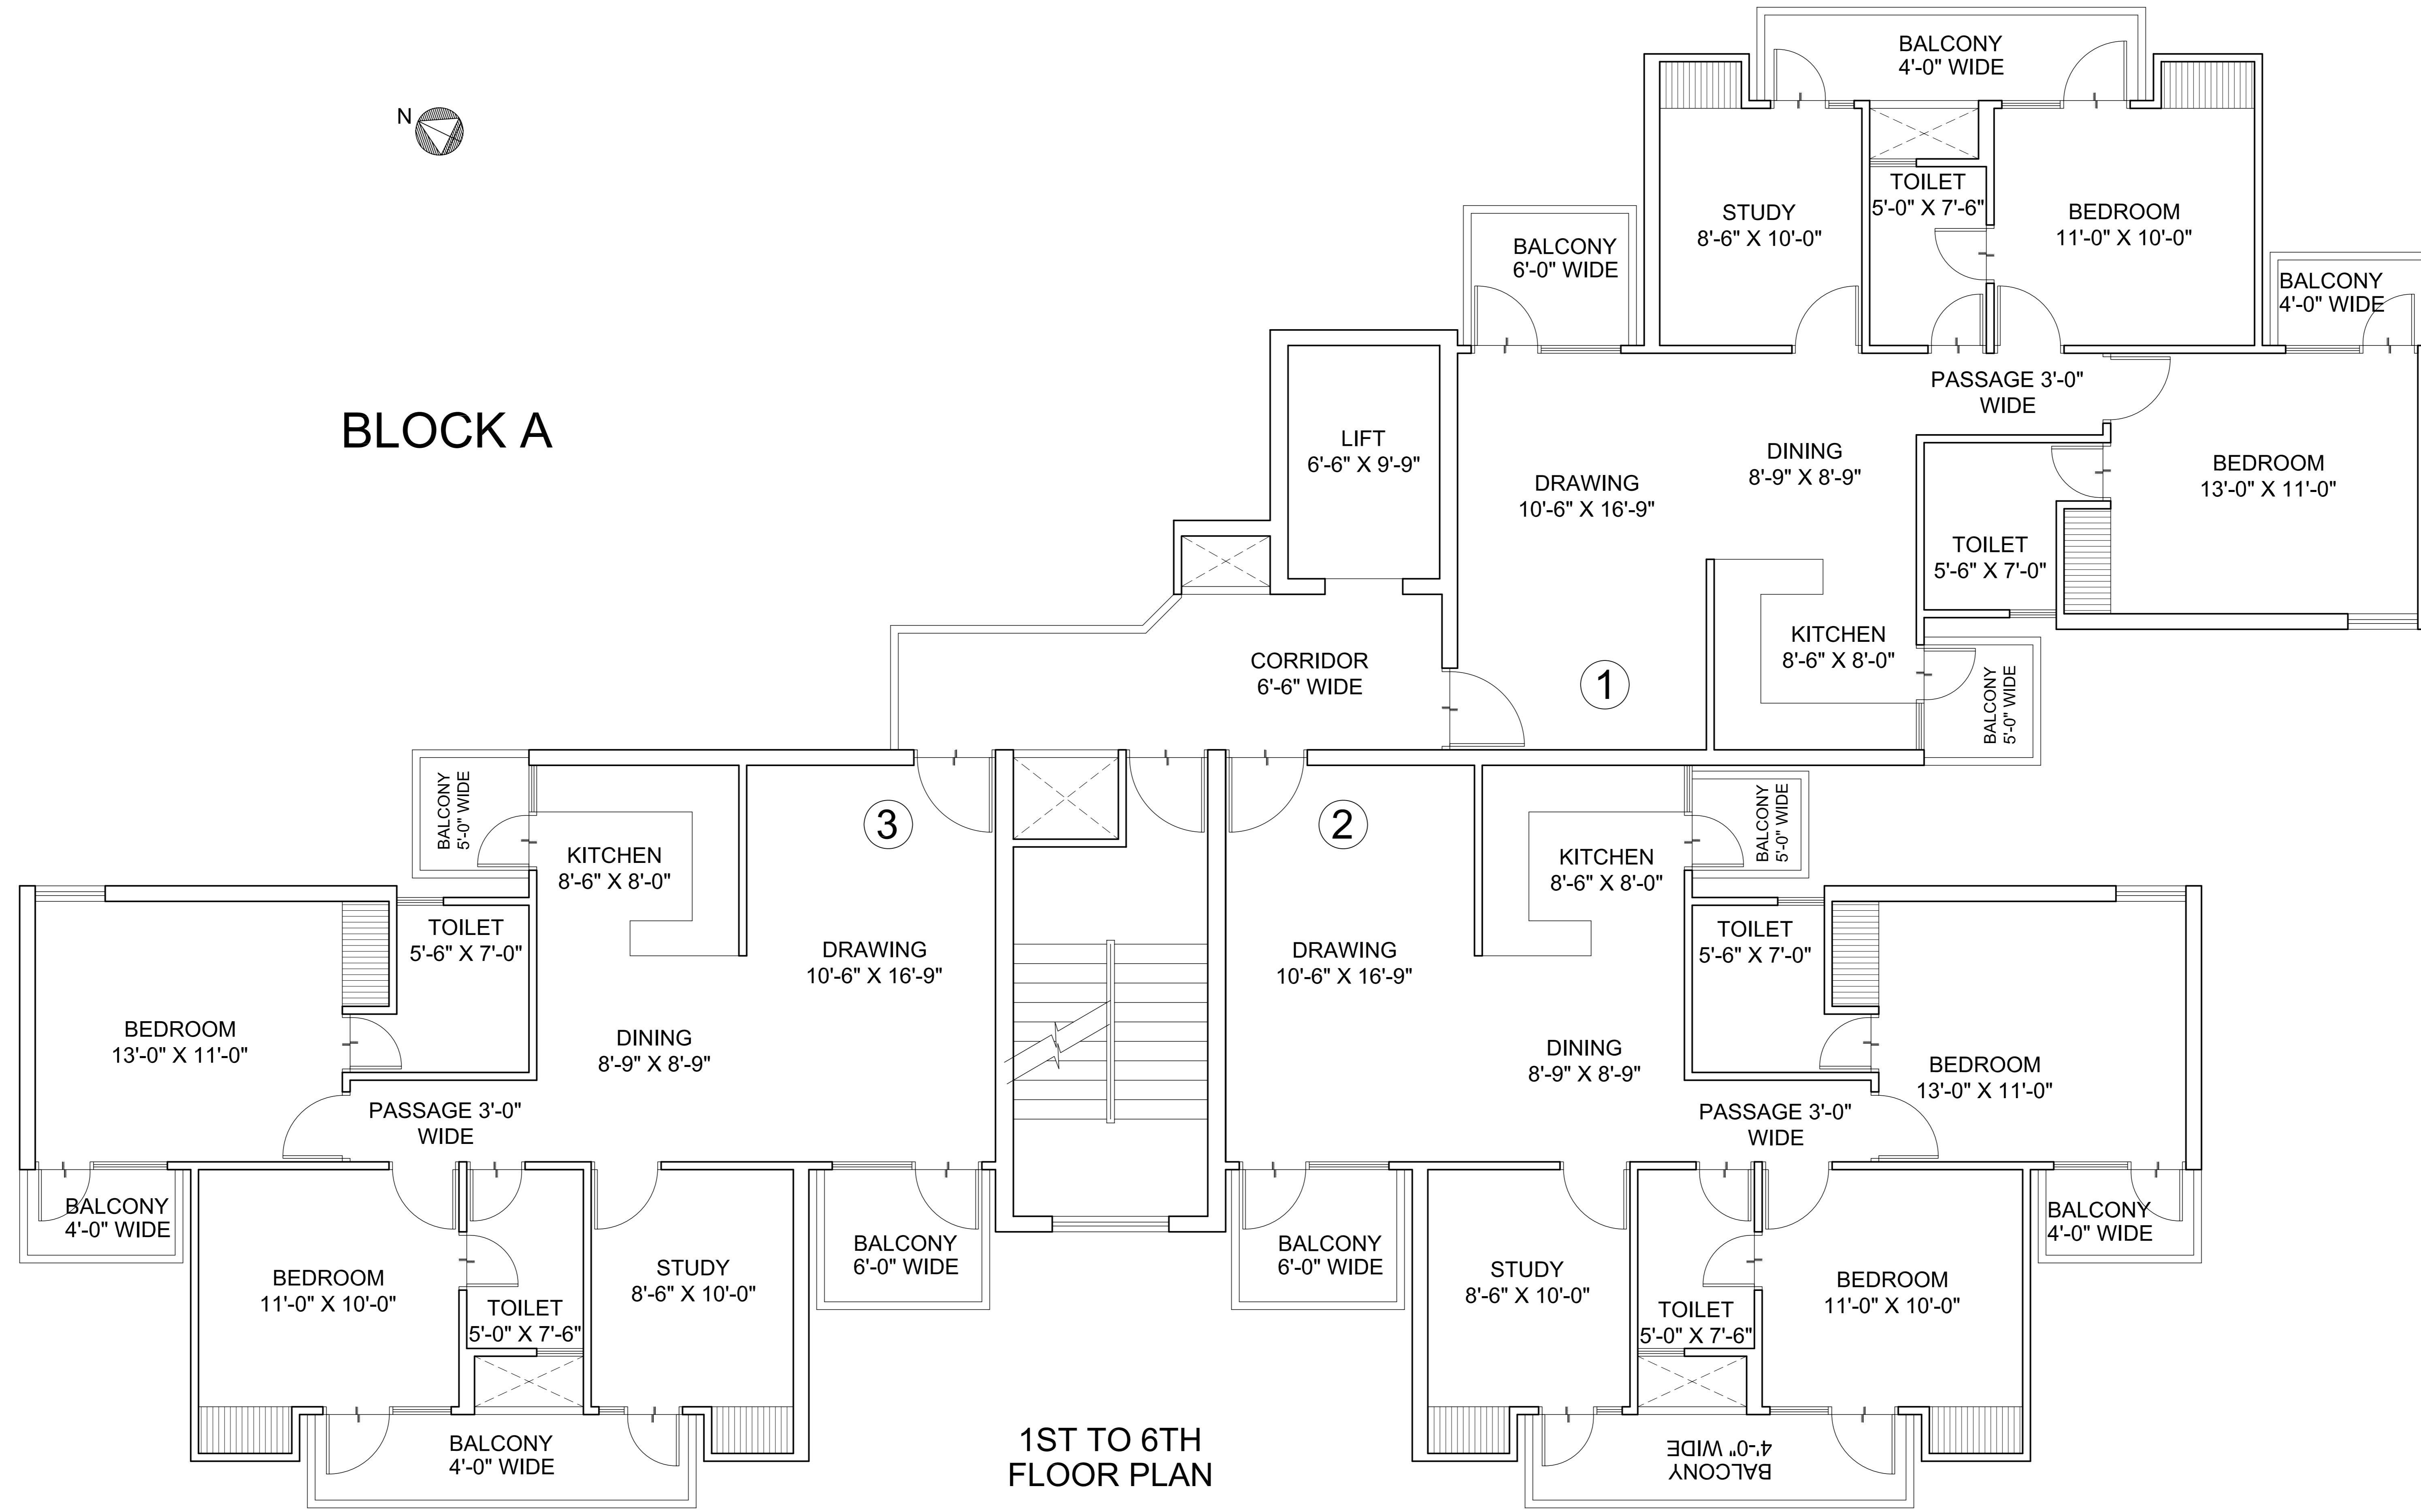 BALCONY
4'-0" WIDE
N
STUDY
8'-6" X 10'-0"
TOILET
5'-0" X 7'-6"
BEDROOM
11'-0" X 10'-0"
BALCONY
6'-0" WIDE
BALCONY
4'-0" WIDE
PASSAGE 3'-0"
WIDE
BLOCK A
LIFT
6'-6" X 9'-9"
DRAWING
10'-6" X 16'-9"
DINING
8'-9" X 8'-9"
BEDROOM
13'-0" X 11'-0"
TOILET
5'-6" X 7'-0"
CORRIDOR
6'-6" WIDE
1
KITCHEN
8'-6" X 8'-0"
BALCONY
5'-0" WIDE
BALCONY
5'-0" WIDE
KITCHEN
8'-6" X 8'-0"
3
2
KITCHEN
8'-6" X 8'-0"
BALCONY
5'-0" WIDE
TOILET
5'-6" X 7'-0"
DRAWING
10'-6" X 16'-9"
DRAWING
10'-6" X 16'-9"
TOILET
5'-6" X 7'-0"
BEDROOM
13'-0" X 11'-0"
DINING
8'-9" X 8'-9"
DINING
8'-9" X 8'-9"
BEDROOM
13'-0" X 11'-0"
PASSAGE 3'-0"
WIDE
PASSAGE 3'-0"
WIDE
BALCONY
4'-0" WIDE
BEDROOM
11'-0" X 10'-0"
TOILET
5'-0" X 7'-6"
STUDY
8'-6" X 10'-0"
BALCONY
6'-0" WIDE
BALCONY
6'-0" WIDE
STUDY
8'-6" X 10'-0"
TOILET
5'-0" X 7'-6"
BEDROOM
11'-0" X 10'-0"
BALCONY
4'-0" WIDE
BALCONY
4'-0" WIDE
1ST TO 6TH
FLOOR PLAN
BALCONY
4'-0" WIDE